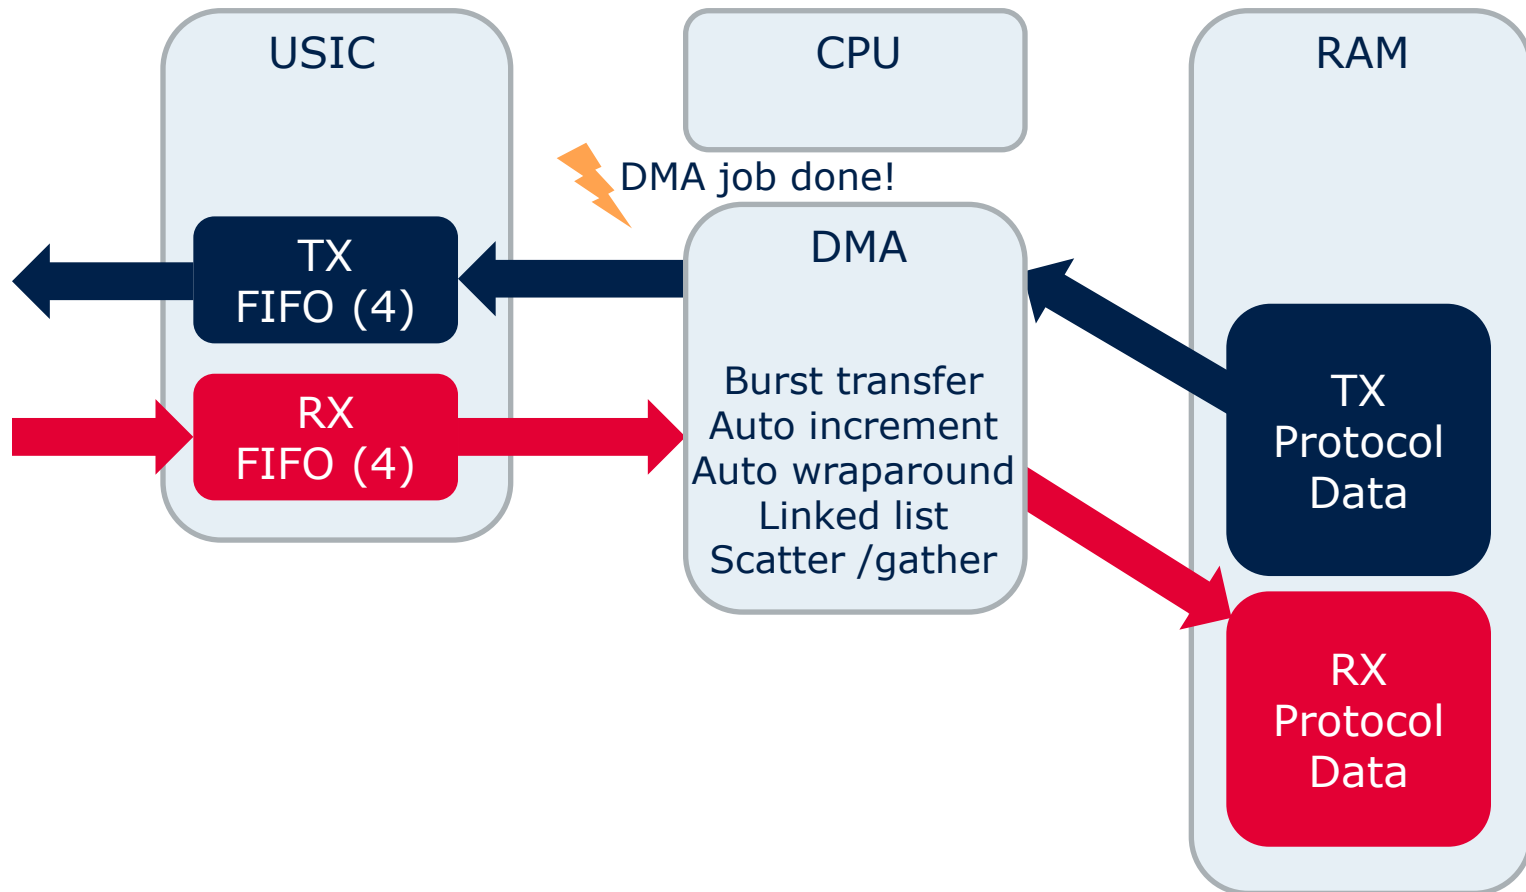 USIC
CPU
RAM
DMA job done!
TX
FIFO (4)
RX
FIFO (4)
DMA
Burst transfer
Auto increment
Auto wraparound
Linked list
Scatter /gather
TX
Protocol
Data
RX
Protocol
Data